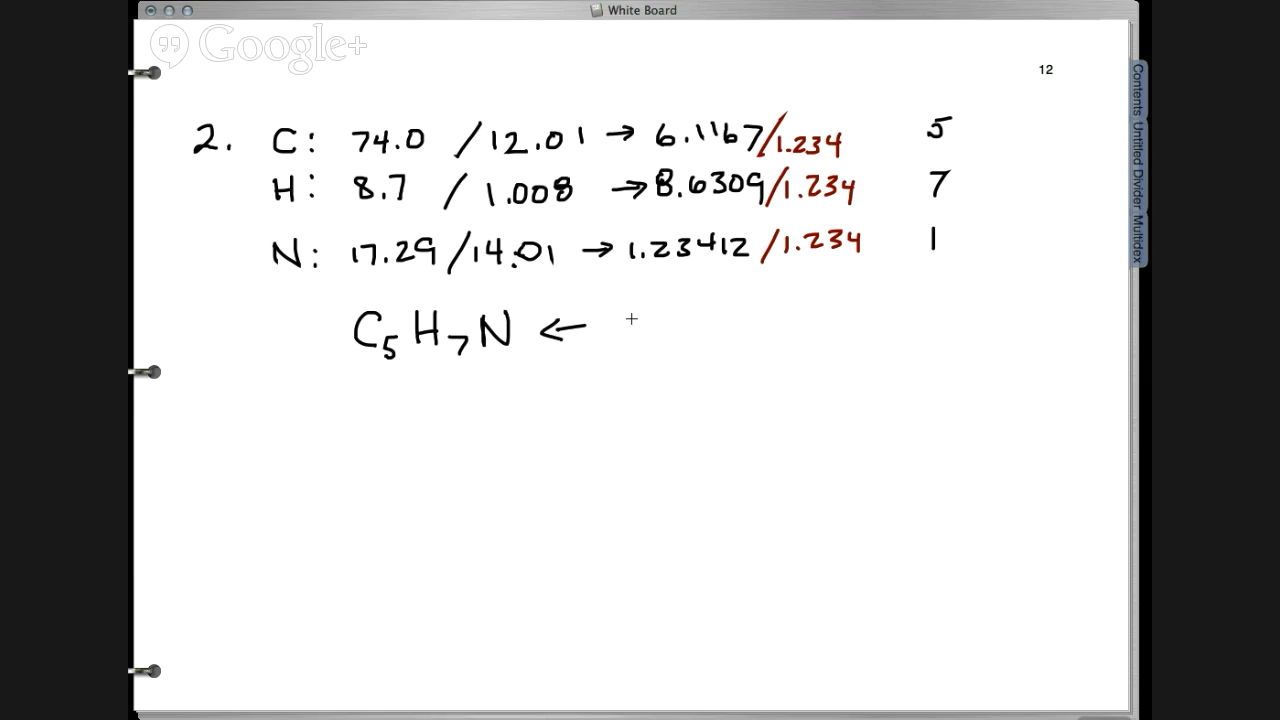 White Board
Google+
12
2. C: 74.0 / 12.01 → 6.1167/1.234 5
H: 8.7 / 1.008 → 8.6309/1.234 7
N: 17.29/14.01 → 1.23412 /1.234 1
C₅H₇N ←
Contents Untitled Divider Multidex